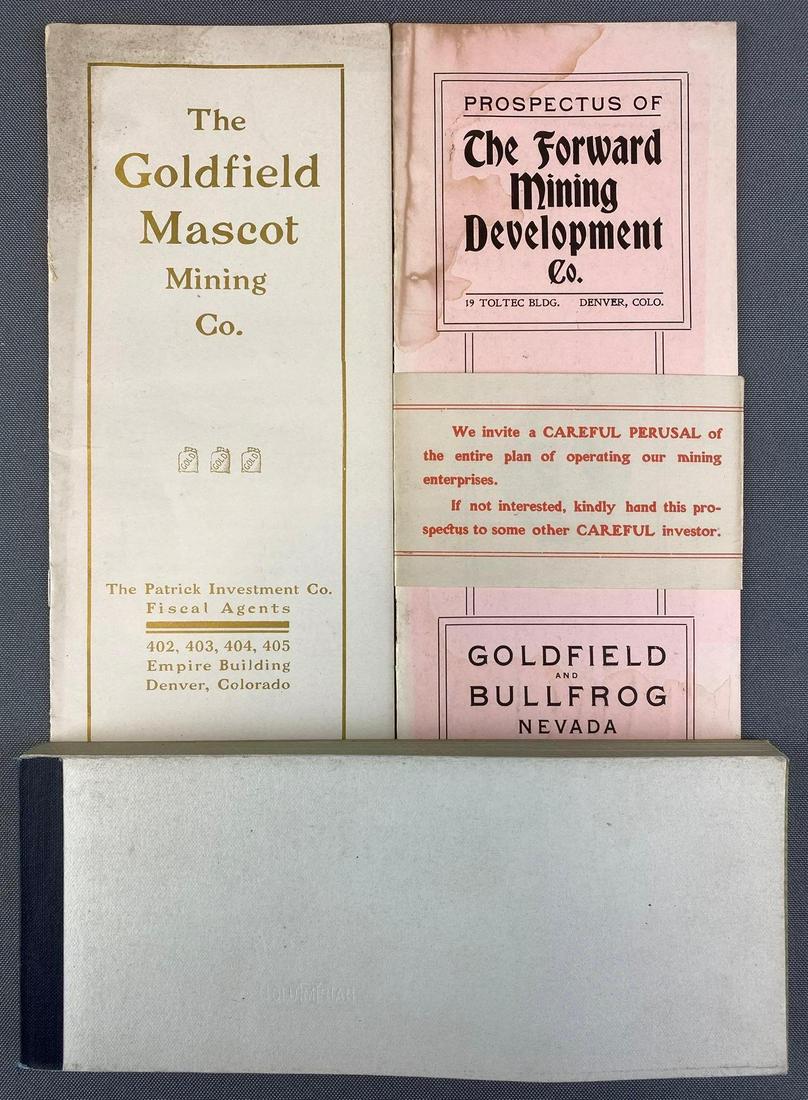 The
Goldfield
Mascot
Mining
Co.
GOLD GOLD GOLD
The Patrick Investment Co.
Fiscal Agents
402, 403, 404, 405
Empire Building
Denver, Colorado
PROSPECTUS OF
The Forward
Mining
Development
Co.
19 TOLTEC BLDG. DENVER, COLO.
We invite a CAREFUL PERUSAL of
the entire plan of operating our mining
enterprises.
If not interested, kindly hand this pro-
spectus to some other CAREFUL investor.
GOLDFIELD
AND
BULLFROG
NEVADA